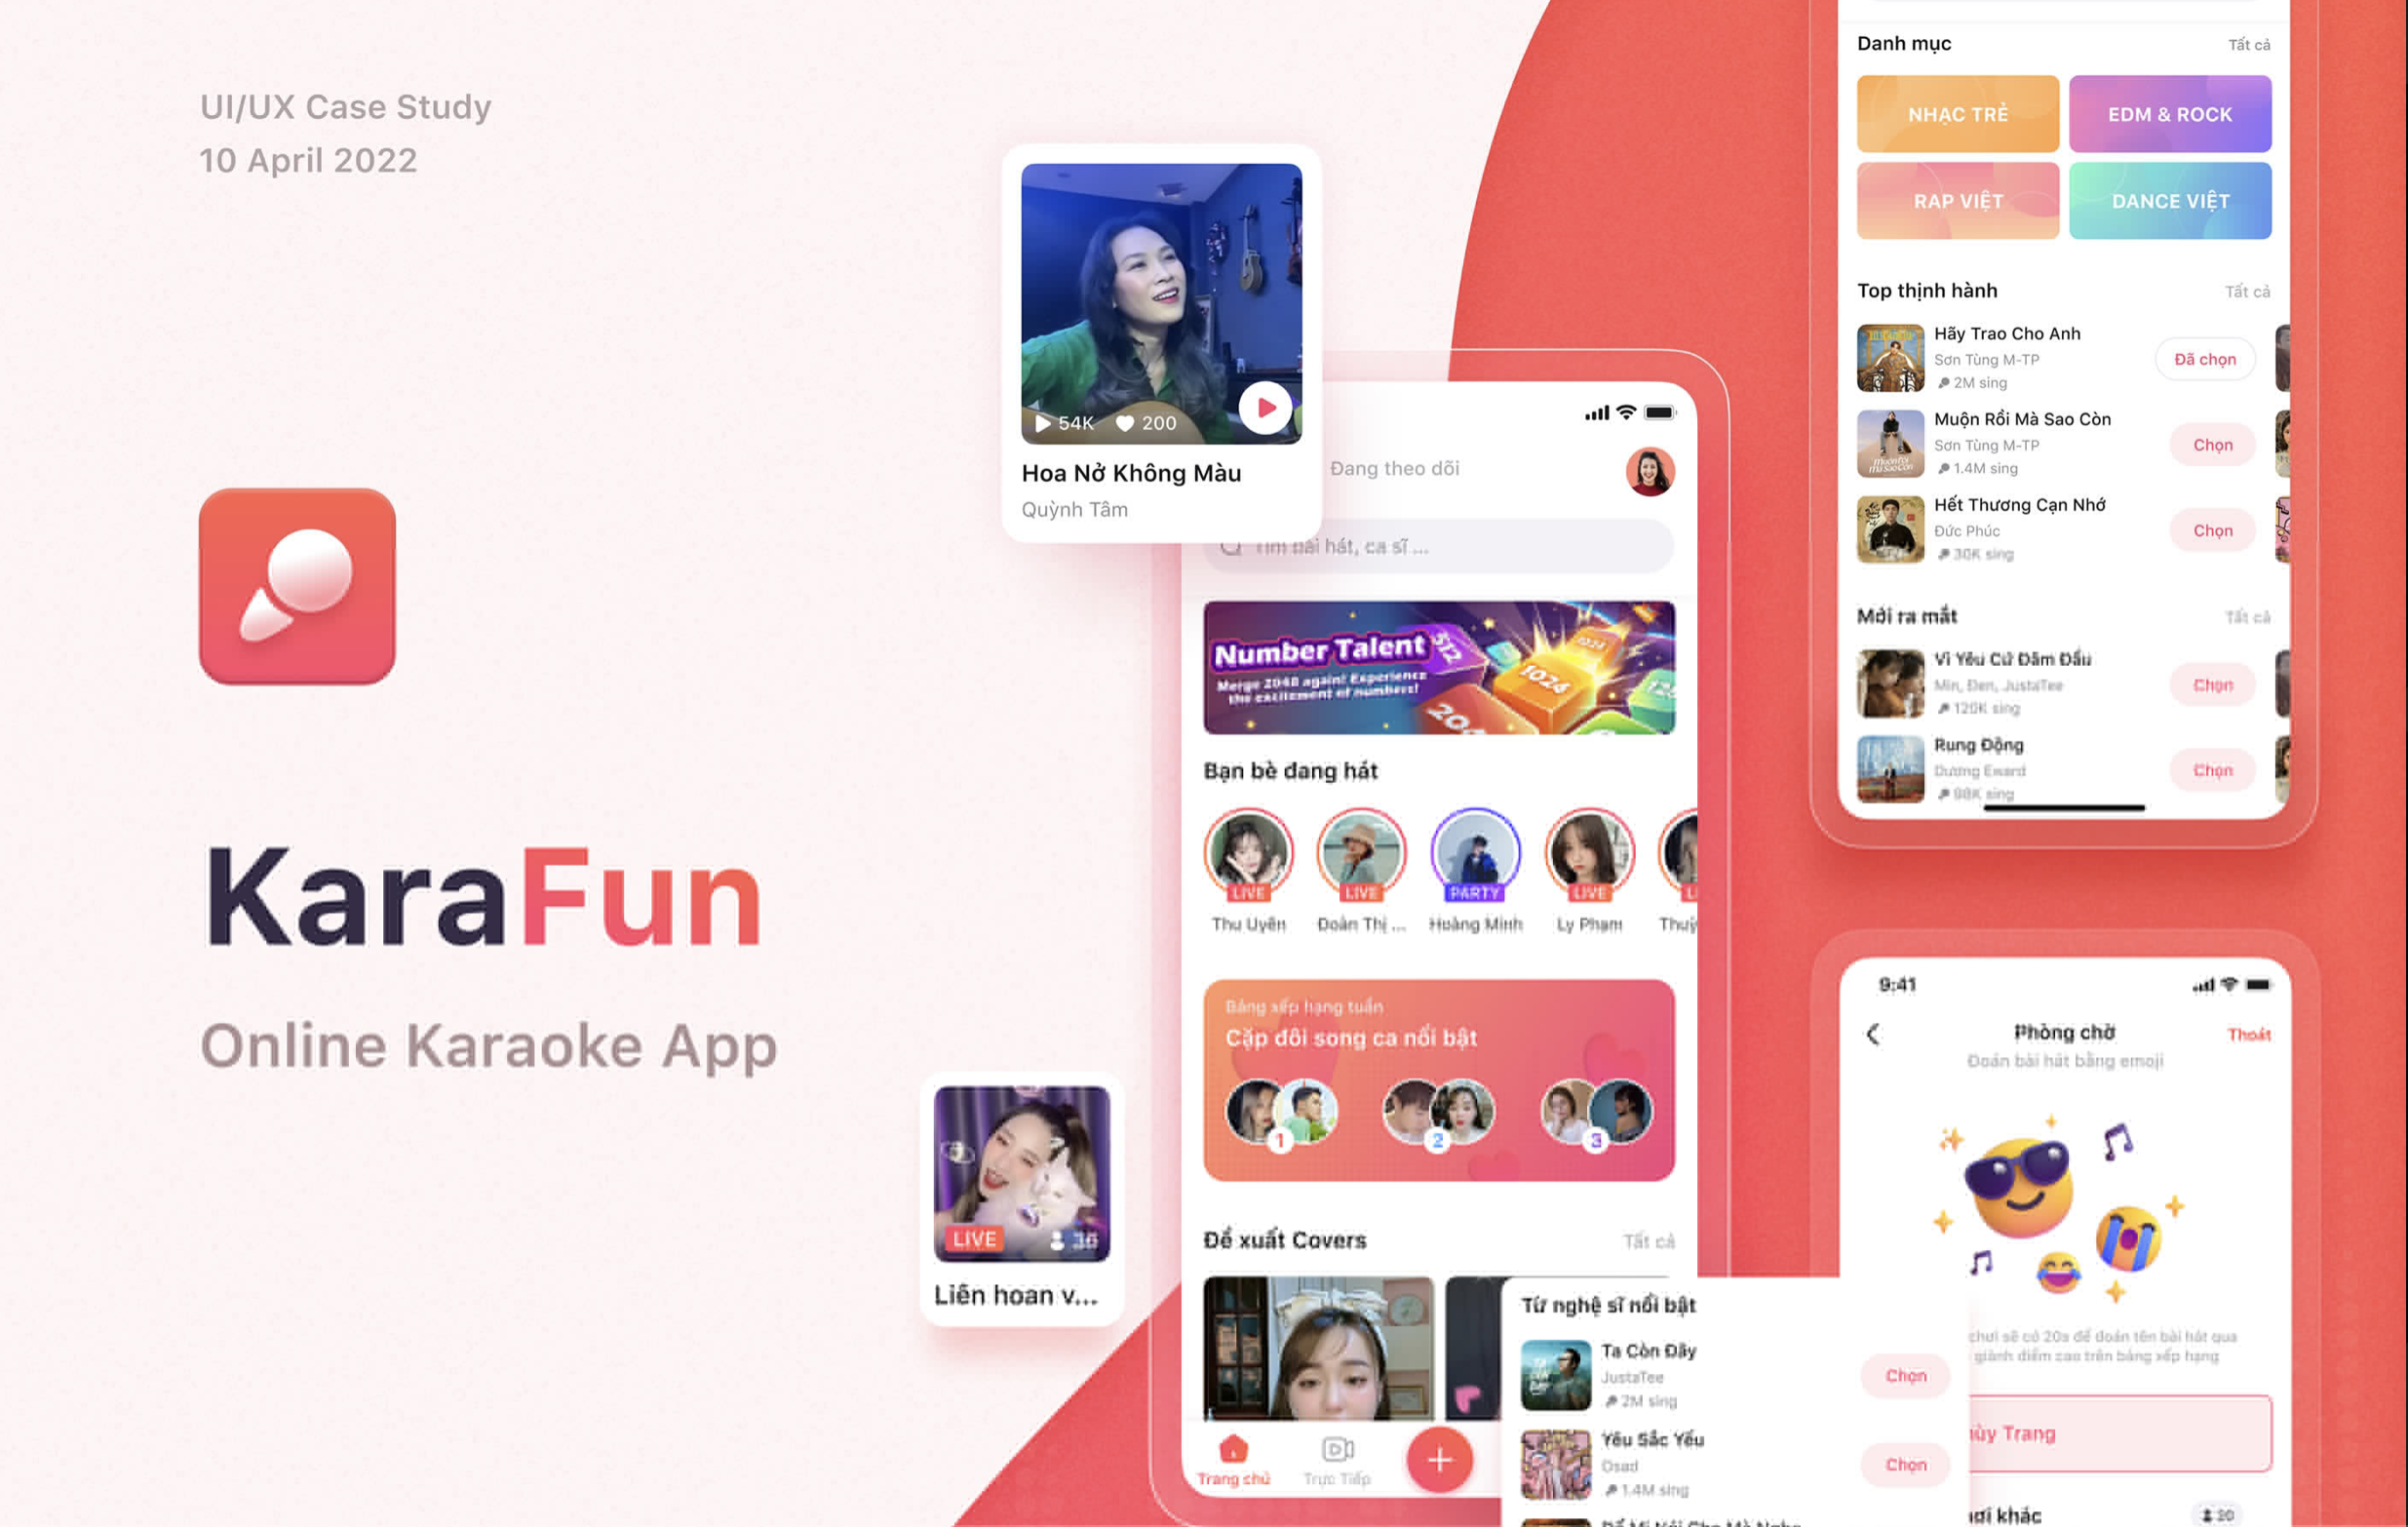 UI/UX Case Study
10 April 2022
KaraFun
Online Karaoke App
54K
200
Hoa Nở Không Màu
Quỳnh Tâm
LIVE
36
Liên hoan v...
Đang theo dõi
Tìm bài hát, ca sĩ ...
Number Talent
Merge 2048 again! Experience
the excitement of numbers!
512
1024
Bạn bè đang hát
LIVE
LIVE
PARTY
LIVE
Thu Uyên
Đoàn Thị ...
Hoàng Minh
Ly Phạm
Thuỳ
Bảng xếp hạng tuần
Cặp đôi song ca nổi bật
1
2
3
Đề xuất Covers
Tất cả
Trang chủ
Trực Tiếp
Từ nghệ sĩ nổi bật
Ta Còn Đây
JustaTee
2M sing
Chọn
Yêu Sắc Yếu
Osad
1.4M sing
Chọn
Danh mục
Tất cả
NHẠC TRẺ
EDM & ROCK
RAP VIỆT
DANCE VIỆT
Top thịnh hành
Tất cả
Hãy Trao Cho Anh
Sơn Tùng M-TP
2M sing
Đã chọn
Muộn Rồi Mà Sao Còn
Sơn Tùng M-TP
1.4M sing
Chọn
Hết Thương Cạn Nhớ
Đức Phúc
30K sing
Chọn
Mới ra mắt
Tất cả
Vì Yêu Cứ Đâm Đầu
Min, Đen, JustaTee
120K sing
Chọn
Rung Động
Dương Eward
98K sing
Chọn
9:41
Phòng chờ
Thoát
Đoán bài hát bằng emoji
chơi sẽ có 20s để đoán tên bài hát qua
giành điểm cao trên bảng xếp hạng
ùy Trang
ơi khác
20